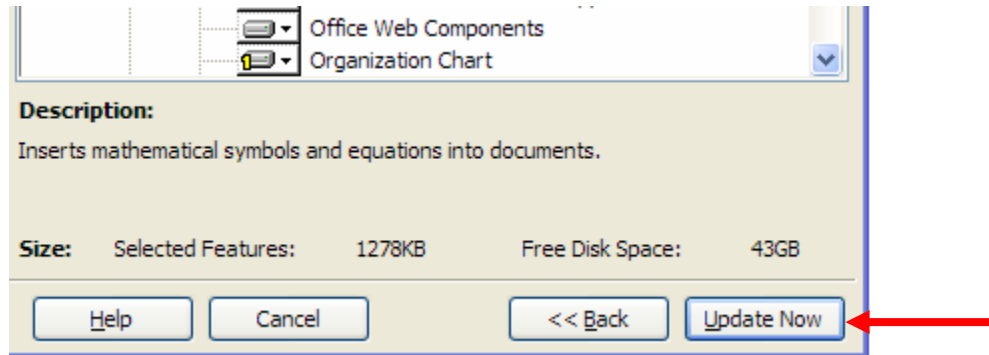 Office Web Components
1 Organization Chart
Description:
Inserts mathematical symbols and equations into documents.
Size: Selected Features: 1278KB Free Disk Space: 43GB
Help Cancel << Back Update Now